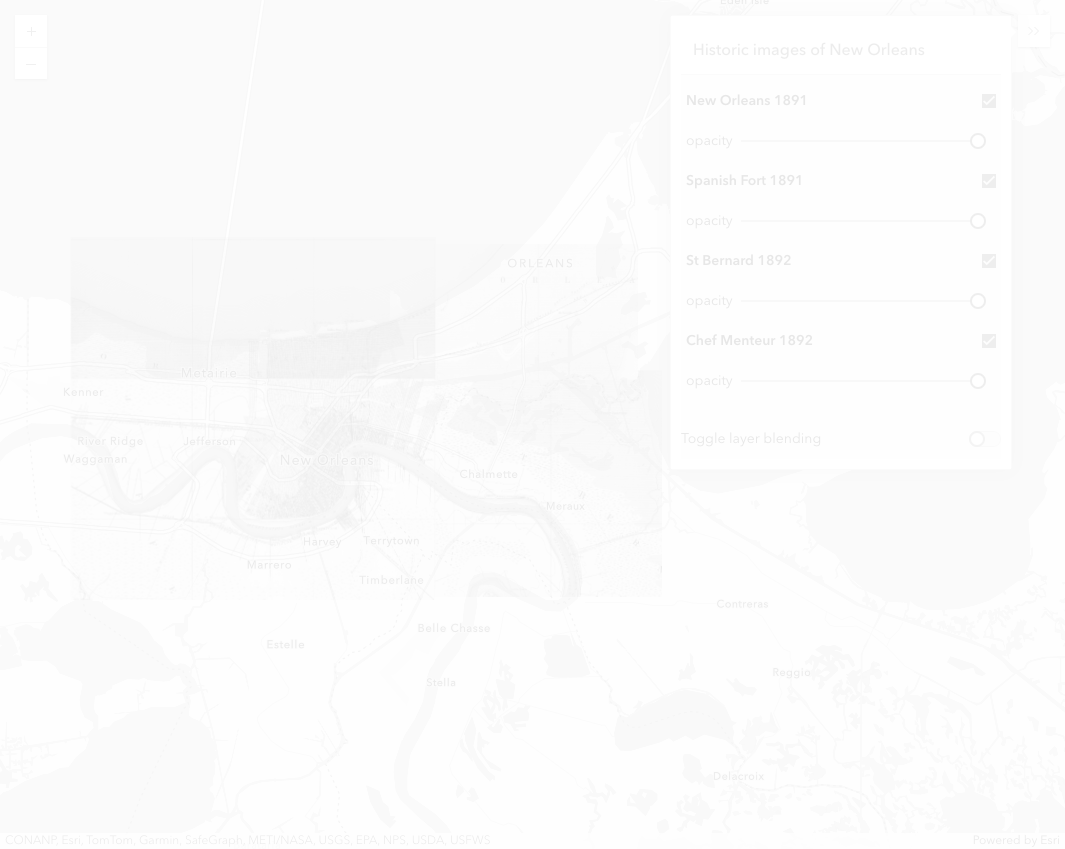 Eden Isle
+
Historic images of New Orleans
–
New Orleans 1891
opacity
Spanish Fort 1891
opacity
St Bernard 1892
ORLEANS
opacity
Chef Menteur 1892
Metairie
opacity
Kenner
River Ridge
Jefferson
Toggle layer blending
Waggaman
New Orleans
Chalmette
Meraux
Harvey
Terrytown
Marrero
Timberlane
Contreras
Belle Chasse
Estelle
Reggio
Stella
Delacroix
CONANP, Esri, TomTom, Garmin, SafeGraph, METI/NASA, USGS, EPA, NPS, USDA, USFWS
Powered by Esri